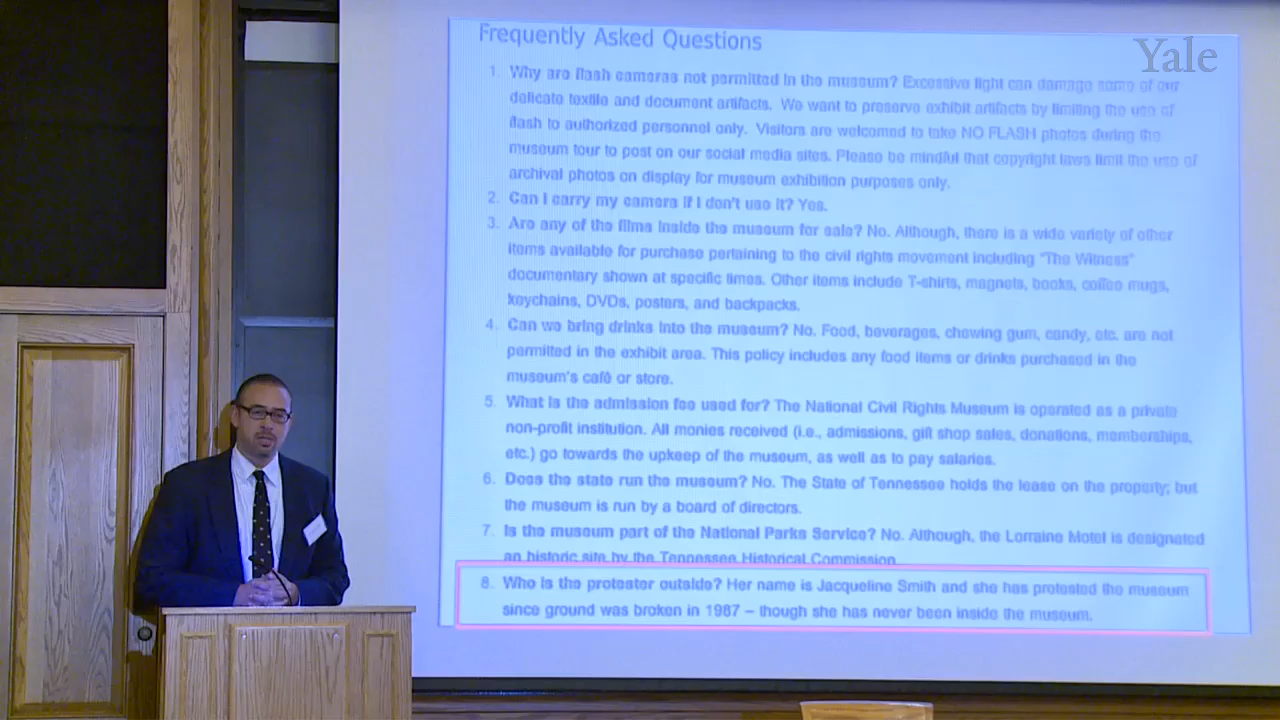 Frequently Asked Questions
Yale
1. Why are flash cameras not permitted in the museum? Excessive light can damage some of our
delicate textile and document artifacts. We want to preserve exhibit artifacts by limiting the use of
flash to authorized personnel only. Visitors are welcomed to take NO FLASH photos during the
museum tour to post on our social media sites. Please be mindful that copyright laws limit the use of
archival photos on display for museum exhibition purposes only.
2. Can I carry my camera if I don't use it? Yes.
3. Are any of the films inside the museum for sale? No. Although, there is a wide variety of other
items available for purchase pertaining to the civil rights movement including "The Witness"
documentary shown at specific times. Other items include T-shirts, magnets, books, coffee mugs,
keychains, DVDs, posters, and backpacks.
4. Can we bring drinks into the museum? No. Food, beverages, chewing gum, candy, etc. are not
permitted in the exhibit area. This policy includes any food items or drinks purchased in the
museum's café or store.
5. What is the admission fee used for? The National Civil Rights Museum is operated as a private
non-profit institution. All monies received (i.e., admissions, gift shop sales, donations, memberships,
etc.) go towards the upkeep of the museum, as well as to pay salaries.
6. Does the state run the museum? No. The State of Tennessee holds the lease on the property; but
the museum is run by a board of directors.
7. Is the museum part of the National Parks Service? No. Although, the Lorraine Motel is designated
an historic site by the Tennessee Historical Commission.
8. Who is the protester outside? Her name is Jacqueline Smith and she has protested the museum
since ground was broken in 1987 – though she has never been inside the museum.